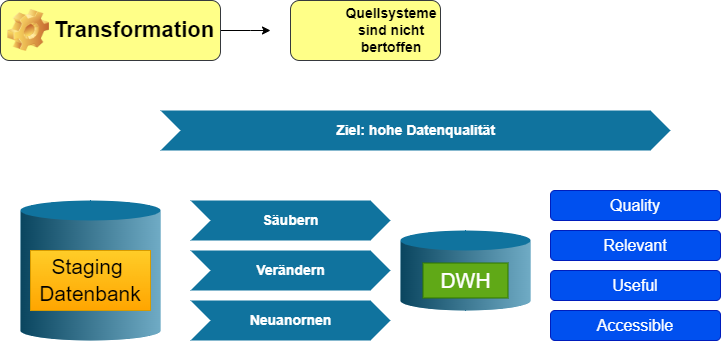 Transformation
Quellsysteme
sind nicht
bertoffen
Ziel: hohe Datenqualität
Staging
Datenbank
Säubern
Verändern
Neuanornen
DWH
Quality
Relevant
Useful
Accessible